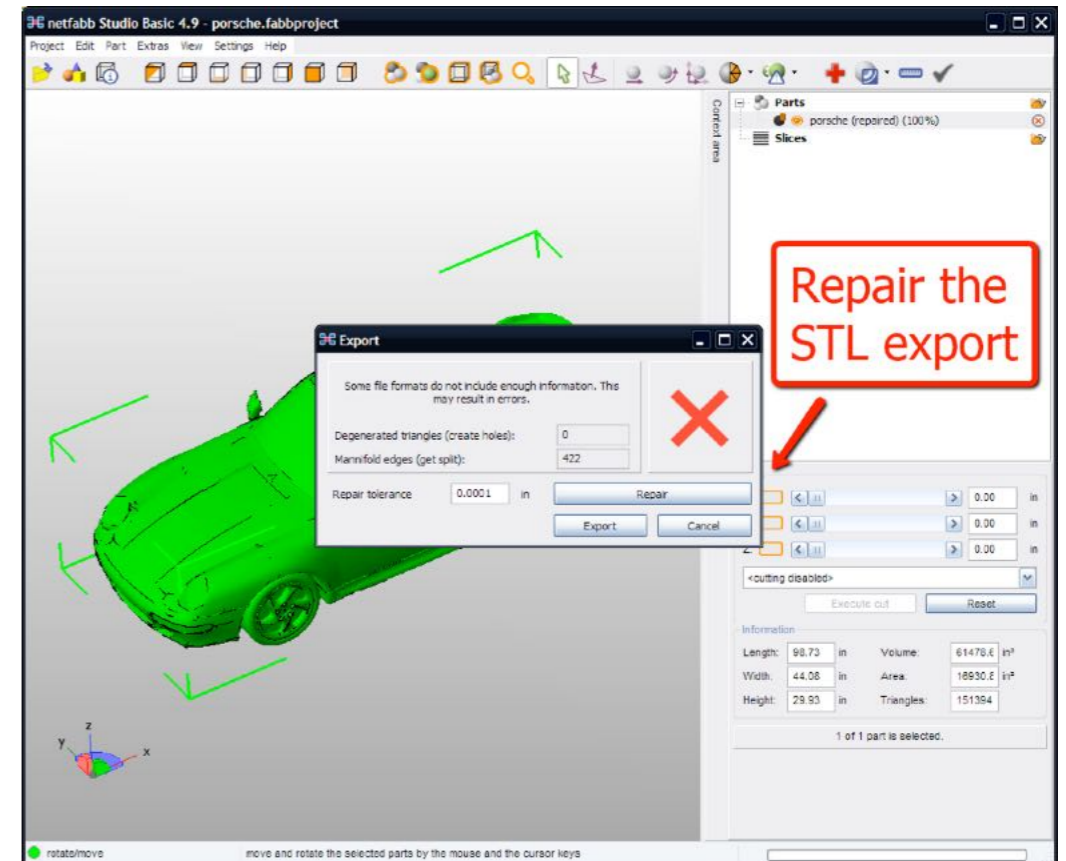 netfabb Studio Basic 4.9 - porsche.fabbproject
Project Edit Part Extras View Settings Help
Context area
Parts
porsche (repaired) (100%)
Slices
Repair the
STL export
Export
Some file formats do not include enough information. This
may result in errors.
Degenerated triangles (create holes): 0
Mannifold edges (get split): 422
Repair tolerance 0.0001 in Repair
Export Cancel
0.00 in
0.00 in
Z: 0.00 in
<cutting disabled>
Execute cut Reset
Information
Length: 98.73 in Volume: 61478.6 in³
Width: 44.08 in Area: in²
Height: 29.93 in Triangles: 151394
1 of 1 part is selected.
z
y
x
rotate/move move and rotate the selected parts by the mouse and the cursor keys